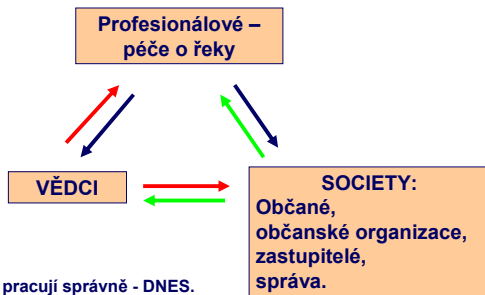 Profesionálové –
péče o řeky
VĚDCI
SOCIETY:
Občané,
občanské organizace,
zastupitelé,
správa.
pracují správně - DNES.